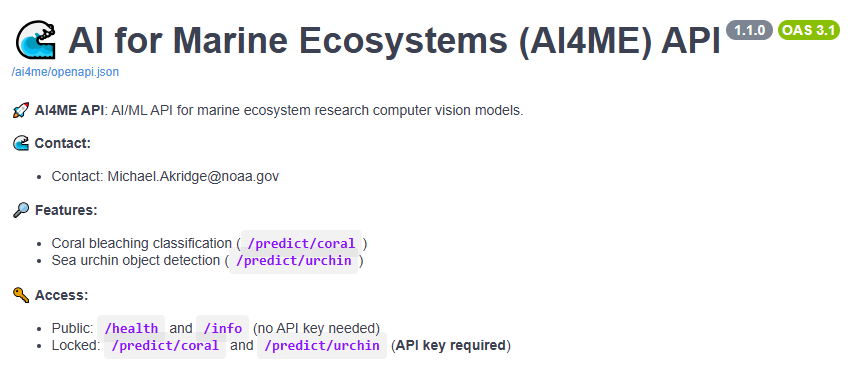 🌊 AI for Marine Ecosystems (AI4ME) API 1.1.0 OAS 3.1
/ai4me/openapi.json
🚀 AI4ME API: AI/ML API for marine ecosystem research computer vision models.
🌊 Contact:
• Contact: Michael.Akridge@noaa.gov
🔎 Features:
• Coral bleaching classification ( /predict/coral )
• Sea urchin object detection ( /predict/urchin )
🔑 Access:
• Public: /health and /info (no API key needed)
• Locked: /predict/coral and /predict/urchin (API key required)